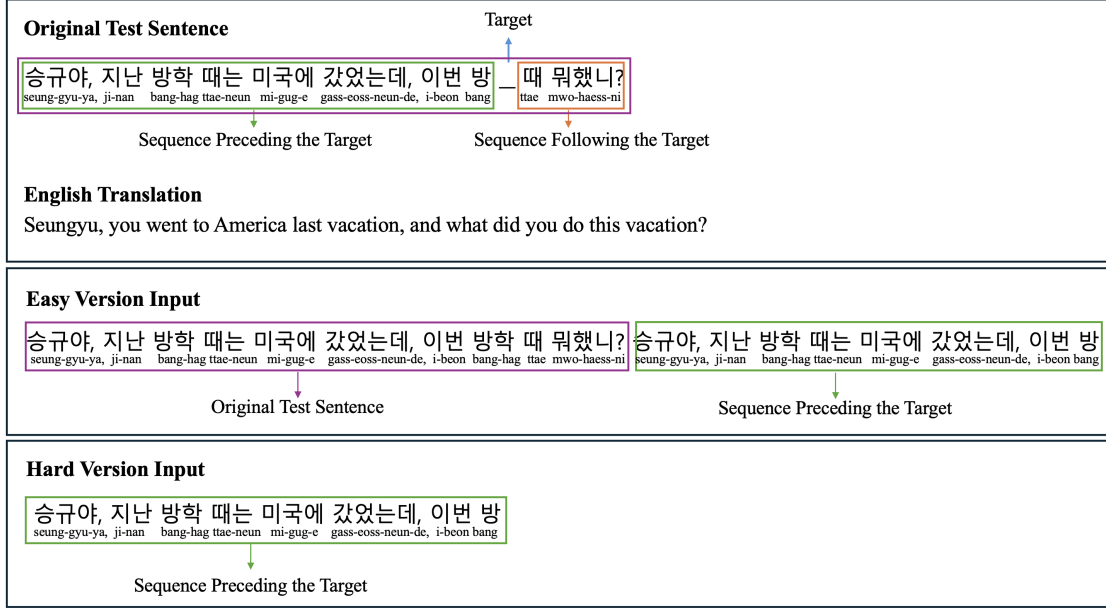 Target
Original Test Sentence
승규야, 지난 방학 때는 미국에 갔었는데, 이번 방 _ 때 뭐했니?
seung-gyu-ya, ji-nan bang-hag ttae-neun mi-gug-e gass-eoss-neun-de, i-beon bang ttae mwo-haess-ni
Sequence Preceding the Target Sequence Following the Target
English Translation
Seungyu, you went to America last vacation, and what did you do this vacation?
Easy Version Input
승규야, 지난 방학 때는 미국에 갔었는데, 이번 방학 때 뭐했니? 승규야, 지난 방학 때는 미국에 갔었는데, 이번 방
seung-gyu-ya, ji-nan bang-hag ttae-neun mi-gug-e gass-eoss-neun-de, i-beon bang-hag ttae mwo-haess-ni seung-gyu-ya, ji-nan bang-hag ttae-neun mi-gug-e gass-eoss-neun-de, i-beon bang
Original Test Sentence Sequence Preceding the Target
Hard Version Input
승규야, 지난 방학 때는 미국에 갔었는데, 이번 방
seung-gyu-ya, ji-nan bang-hag ttae-neun mi-gug-e gass-eoss-neun-de, i-beon bang
Sequence Preceding the Target